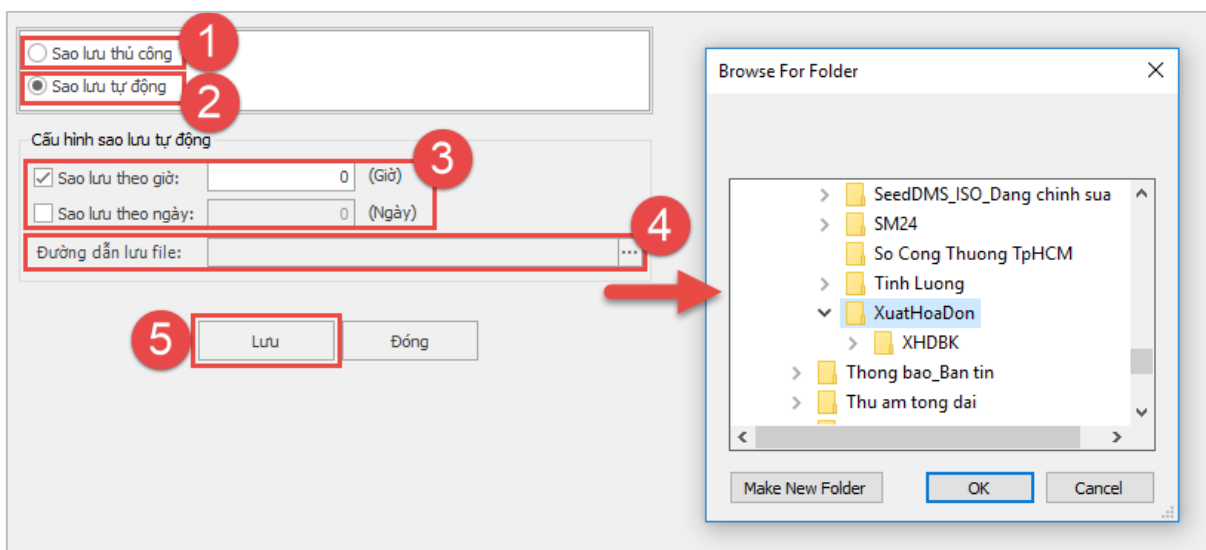 Sao lưu thủ công
1
Sao lưu tự động
2
Cấu hình sao lưu tự động
3
Sao lưu theo giờ: 0 (Giờ)
Sao lưu theo ngày: 0 (Ngày)
4
Đường dẫn lưu file: ...
5
Lưu Đóng
Browse For Folder
SeedDMS_ISO_Dang chinh sua
SM24
So Cong Thuong TpHCM
Tinh Luong
XuatHoaDon
XHDBK
Thong bao_Ban tin
Thu am tong dai
Make New Folder OK Cancel